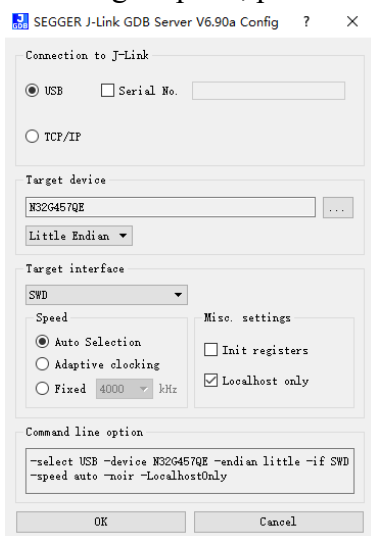 SEGGER J-Link GDB Server V6.90a Config ? ×
Connection to J-Link
USB Serial No.
TCP/IP
Target device
N32G457QE ...
Little Endian
Target interface
SWD
Speed Misc. settings
Auto Selection Init registers
Adaptive clocking Localhost only
Fixed 4000 kHz
Command line option
-select USB -device N32G457QE -endian little -if SWD
-speed auto -noir -LocalhostOnly
OK Cancel